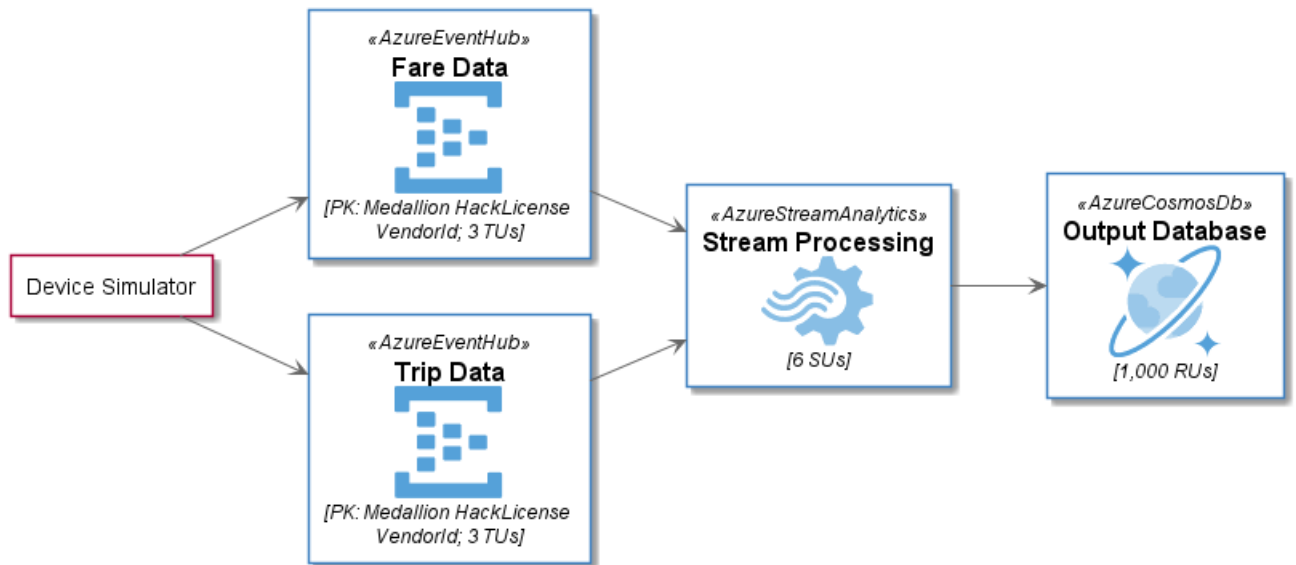 Device Simulator
«AzureEventHub»
Fare Data
[PK: Medallion HackLicense
VendorId; 3 TUs]
«AzureEventHub»
Trip Data
[PK: Medallion HackLicense
VendorId; 3 TUs]
«AzureStreamAnalytics»
Stream Processing
[6 SUs]
«AzureCosmosDb»
Output Database
[1,000 RUs]